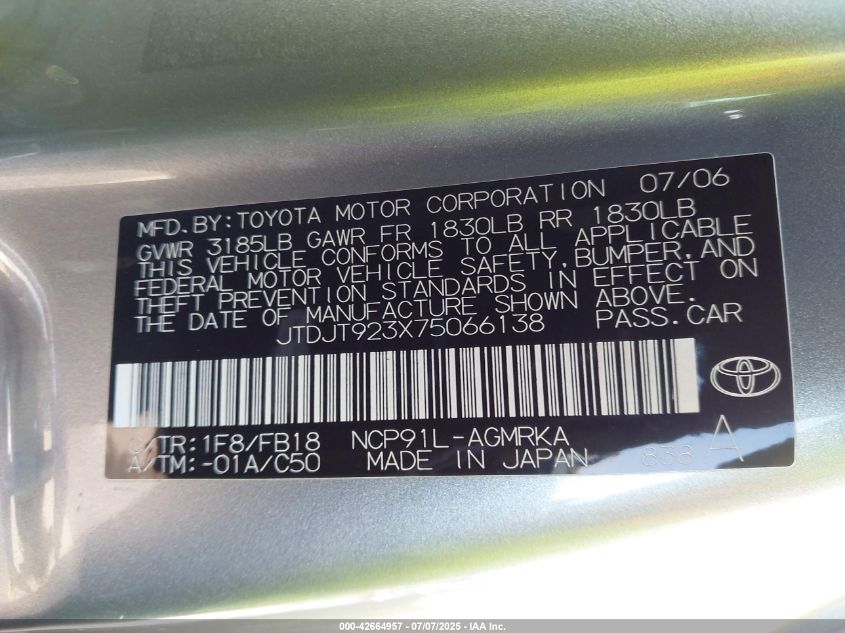 MFD.BY:TOYOTA MOTOR CORPORATION 07/06
GVWR 3185LB GAWR FR 1830LB RR 1830LB
THIS VEHICLE CONFORMS TO ALL APPLICABLE
FEDERAL MOTOR VEHICLE SAFETY,BUMPER,AND
THEFT PREVENTION STANDARDS IN EFFECT ON
THE DATE OF MANUFACTURE SHOWN ABOVE.
JTDJT923X75066138 PASS.CAR
C/TR:1F8/FB18 NCP91L-AGMRKA A
A/TM:-01A/C50 MADE IN JAPAN 838
000-42664957 - 07/07/2025 - IAA Inc.